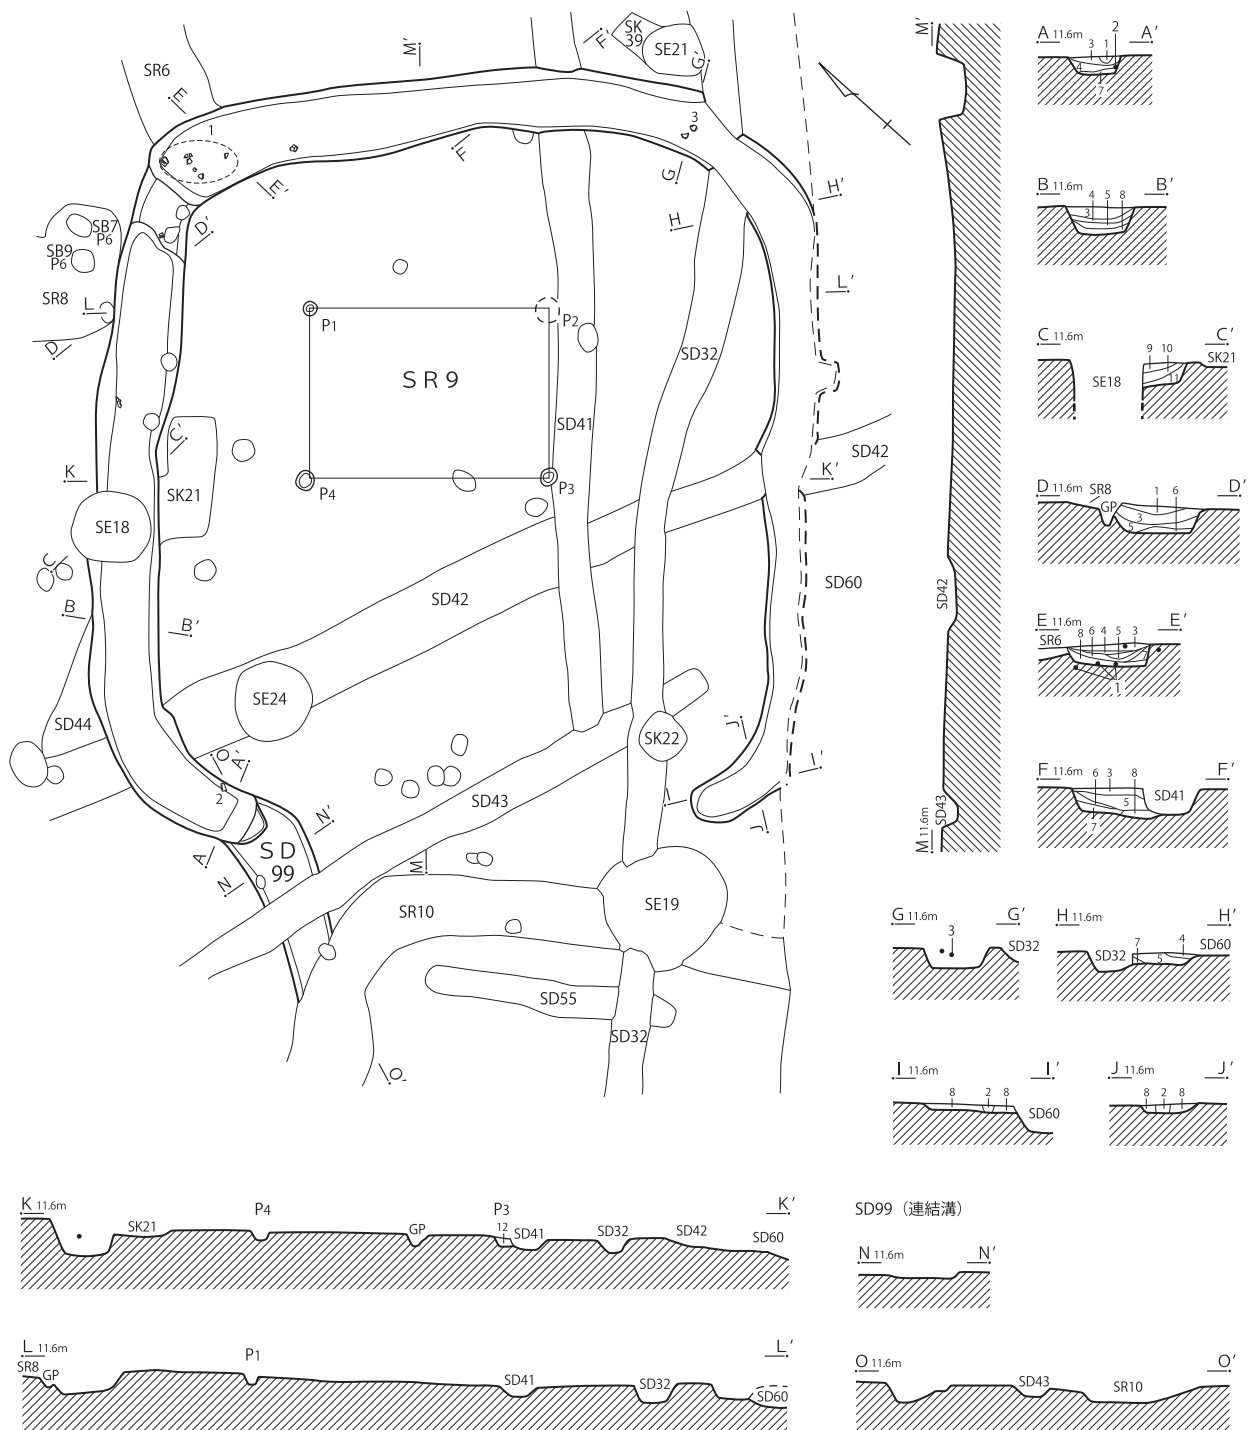 SR6
E
M'
F'
SK
39
SE21
G'
1
3
E'
F
G
H'
D'
H
SB7
P6
SB9
P6
SR8
L
D
L'
P1
P2
SR9
SD32
SD41
C'
K
SK21
P4
P3
K'
SD42
SE18
C
B
B'
SD42
SD60
SE24
SD44
O
A'
2
J'
SK22
I'
SD43
N'
I
J
A
N
SD
99
M
SR10
SE19
SD55
SD32
O'
M'
SD42
SD43
M 11.6m
A 11.6m A'
3 1 2
4
7
B 11.6m B'
4 5 8
3
C 11.6m C'
9 10 SK21
SE18 11
D 11.6m D'
SR8 1 6
GP
3
5
E 11.6m E'
SR6 8 6 4 5 3
7
1
F 11.6m F'
6 3 8
5 SD41
7
G 11.6m G'
3
SD32
H 11.6m H'
7 4 SD60
SD32 5
I 11.6m I'
8 2 8
SD60
J 11.6m J'
8 2 8
K 11.6m K'
P4 P3
SK21 GP 12 SD41 SD32 SD42 SD60
SD99（連結溝）
N 11.6m N'
L 11.6m L'
SR8 GP P1 SD41 SD32 SD60
O 11.6m O'
SD43 SR10